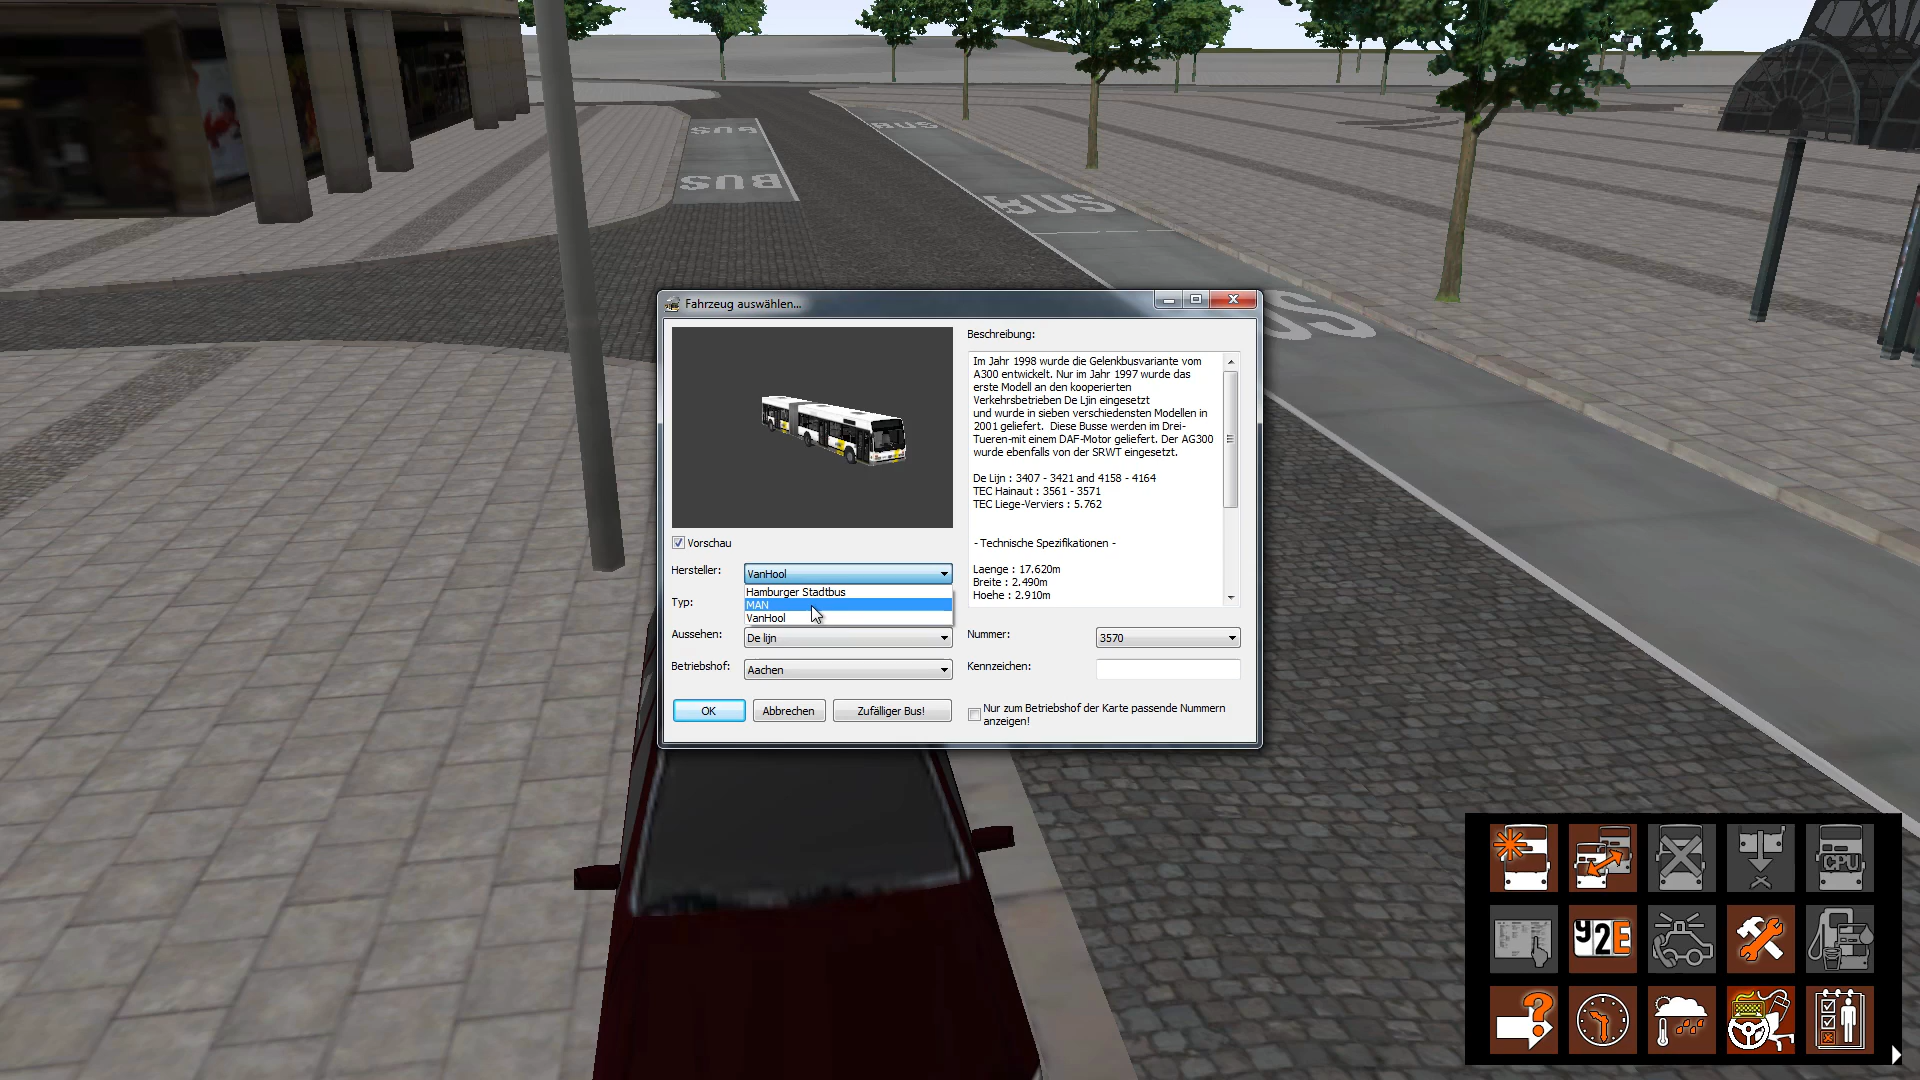 BUS
BUS
BUS
BUS
Fahrzeug auswählen...
Beschreibung:
Im Jahr 1998 wurde die Gelenkbusvariante vom
A300 entwickelt. Nur im Jahr 1997 wurde das
erste Modell an den kooperierten
Verkehrsbetrieben De Ljin eingesetzt
und wurde in sieben verschiedensten Modellen in
2001 geliefert.  Diese Busse werden im Drei-
Tueren-mit einem DAF-Motor geliefert. Der AG300
wurde ebenfalls von der SRWT eingesetzt.
De Lijn : 3407 - 3421 and 4158 - 4164
TEC Hainaut : 3561 - 3571
TEC Liege-Verviers : 5.762
- Technische Spezifikationen -
Laenge : 17.620m
Breite : 2.490m
Hoehe : 2.910m
Vorschau
Hersteller: VanHool
Hamburger Stadtbus
MAN
VanHool
Typ:
Aussehen: De lijn
Betriebshof: Aachen
Nummer: 3570
Kennzeichen:
OK Abbrechen Zufälliger Bus!
Nur zum Betriebshof der Karte passende Nummern
anzeigen!
CPU
92E
?